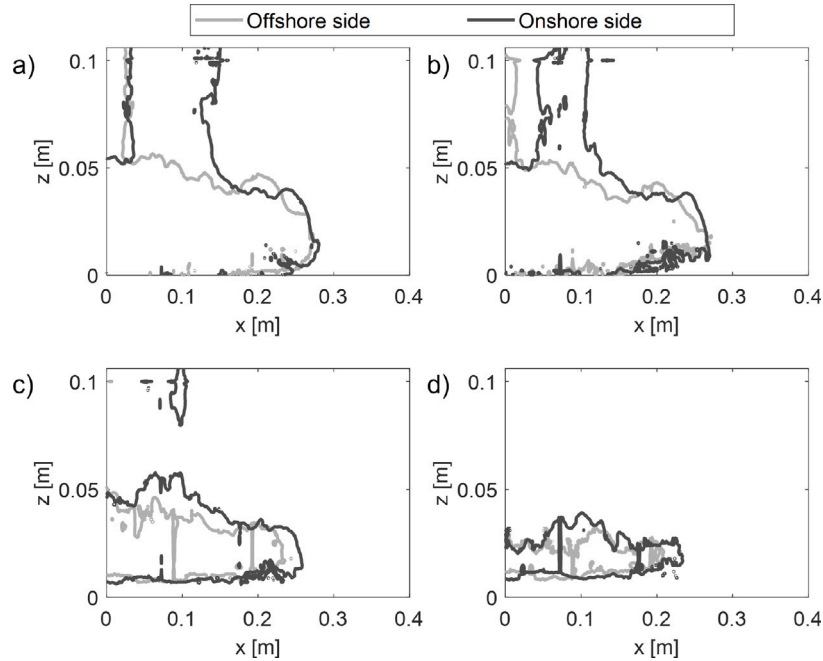 Offshore side Onshore side
a) b)
0.1 0.1
z [m] z [m]
0.05 0.05
0 0
0 0.1 0.2 0.3 0.4 0 0.1 0.2 0.3 0.4
x [m] x [m]
c) d)
0.1 0.1
z [m] z [m]
0.05 0.05
0 0
0 0.1 0.2 0.3 0.4 0 0.1 0.2 0.3 0.4
x [m] x [m]